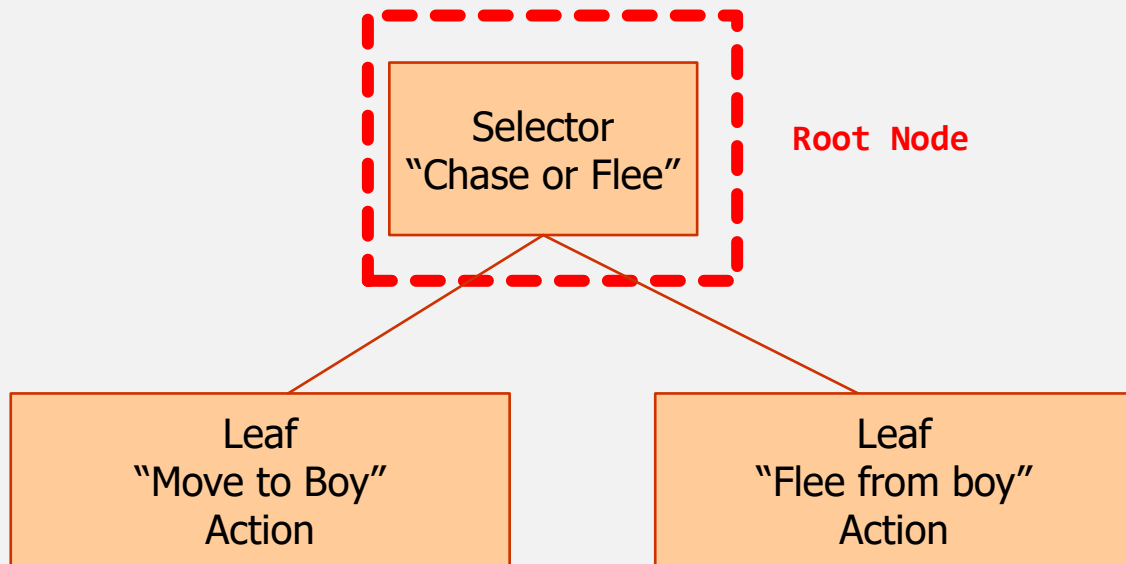 Selector
“Chase or Flee”
Root Node
Leaf
“Move to Boy”
Action
Leaf
“Flee from boy”
Action